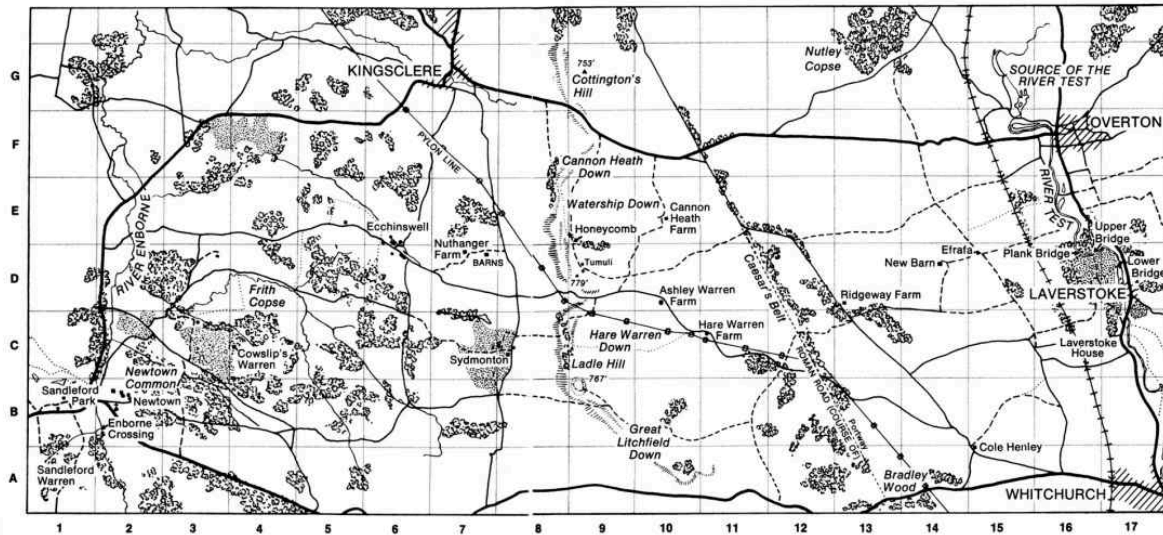 G
F
E
D
C
B
A
KINGSCLERE
753'
Cottington's
Hill
Nutley
Copse
SOURCE OF THE
RIVER TEST
OVERTON
PYLON LINE
Cannon Heath
Down
Watership Down
Cannon
Heath
Farm
RIVER TEST
RIVER ENBORNE
Ecchinswell
Nuthanger
Farm
BARNS
Honeycomb
Tumuli
779'
Caesar's Belt
Efrafa
New Barn
Plank Bridge
Upper
Bridge
Lower
Bridge
LAVERSTOKE
Frith
Copse
Ashley Warren
Farm
Ridgeway Farm
Hare Warren
Down
Hare Warren
Farm
Cowslip's
Warren
Sydmonton
Ladle Hill
767'
ROMAN ROAD (COURSE OF)
Portway
Laverstoke
House
Newtown
Common
Sandleford
Park
Newtown
Enborne
Crossing
Great
Litchfield
Down
Cole Henley
Sandleford
Warren
Bradley
Wood
WHITCHURCH
1 2 3 4 5 6 7 8 9 10 11 12 13 14 15 16 17